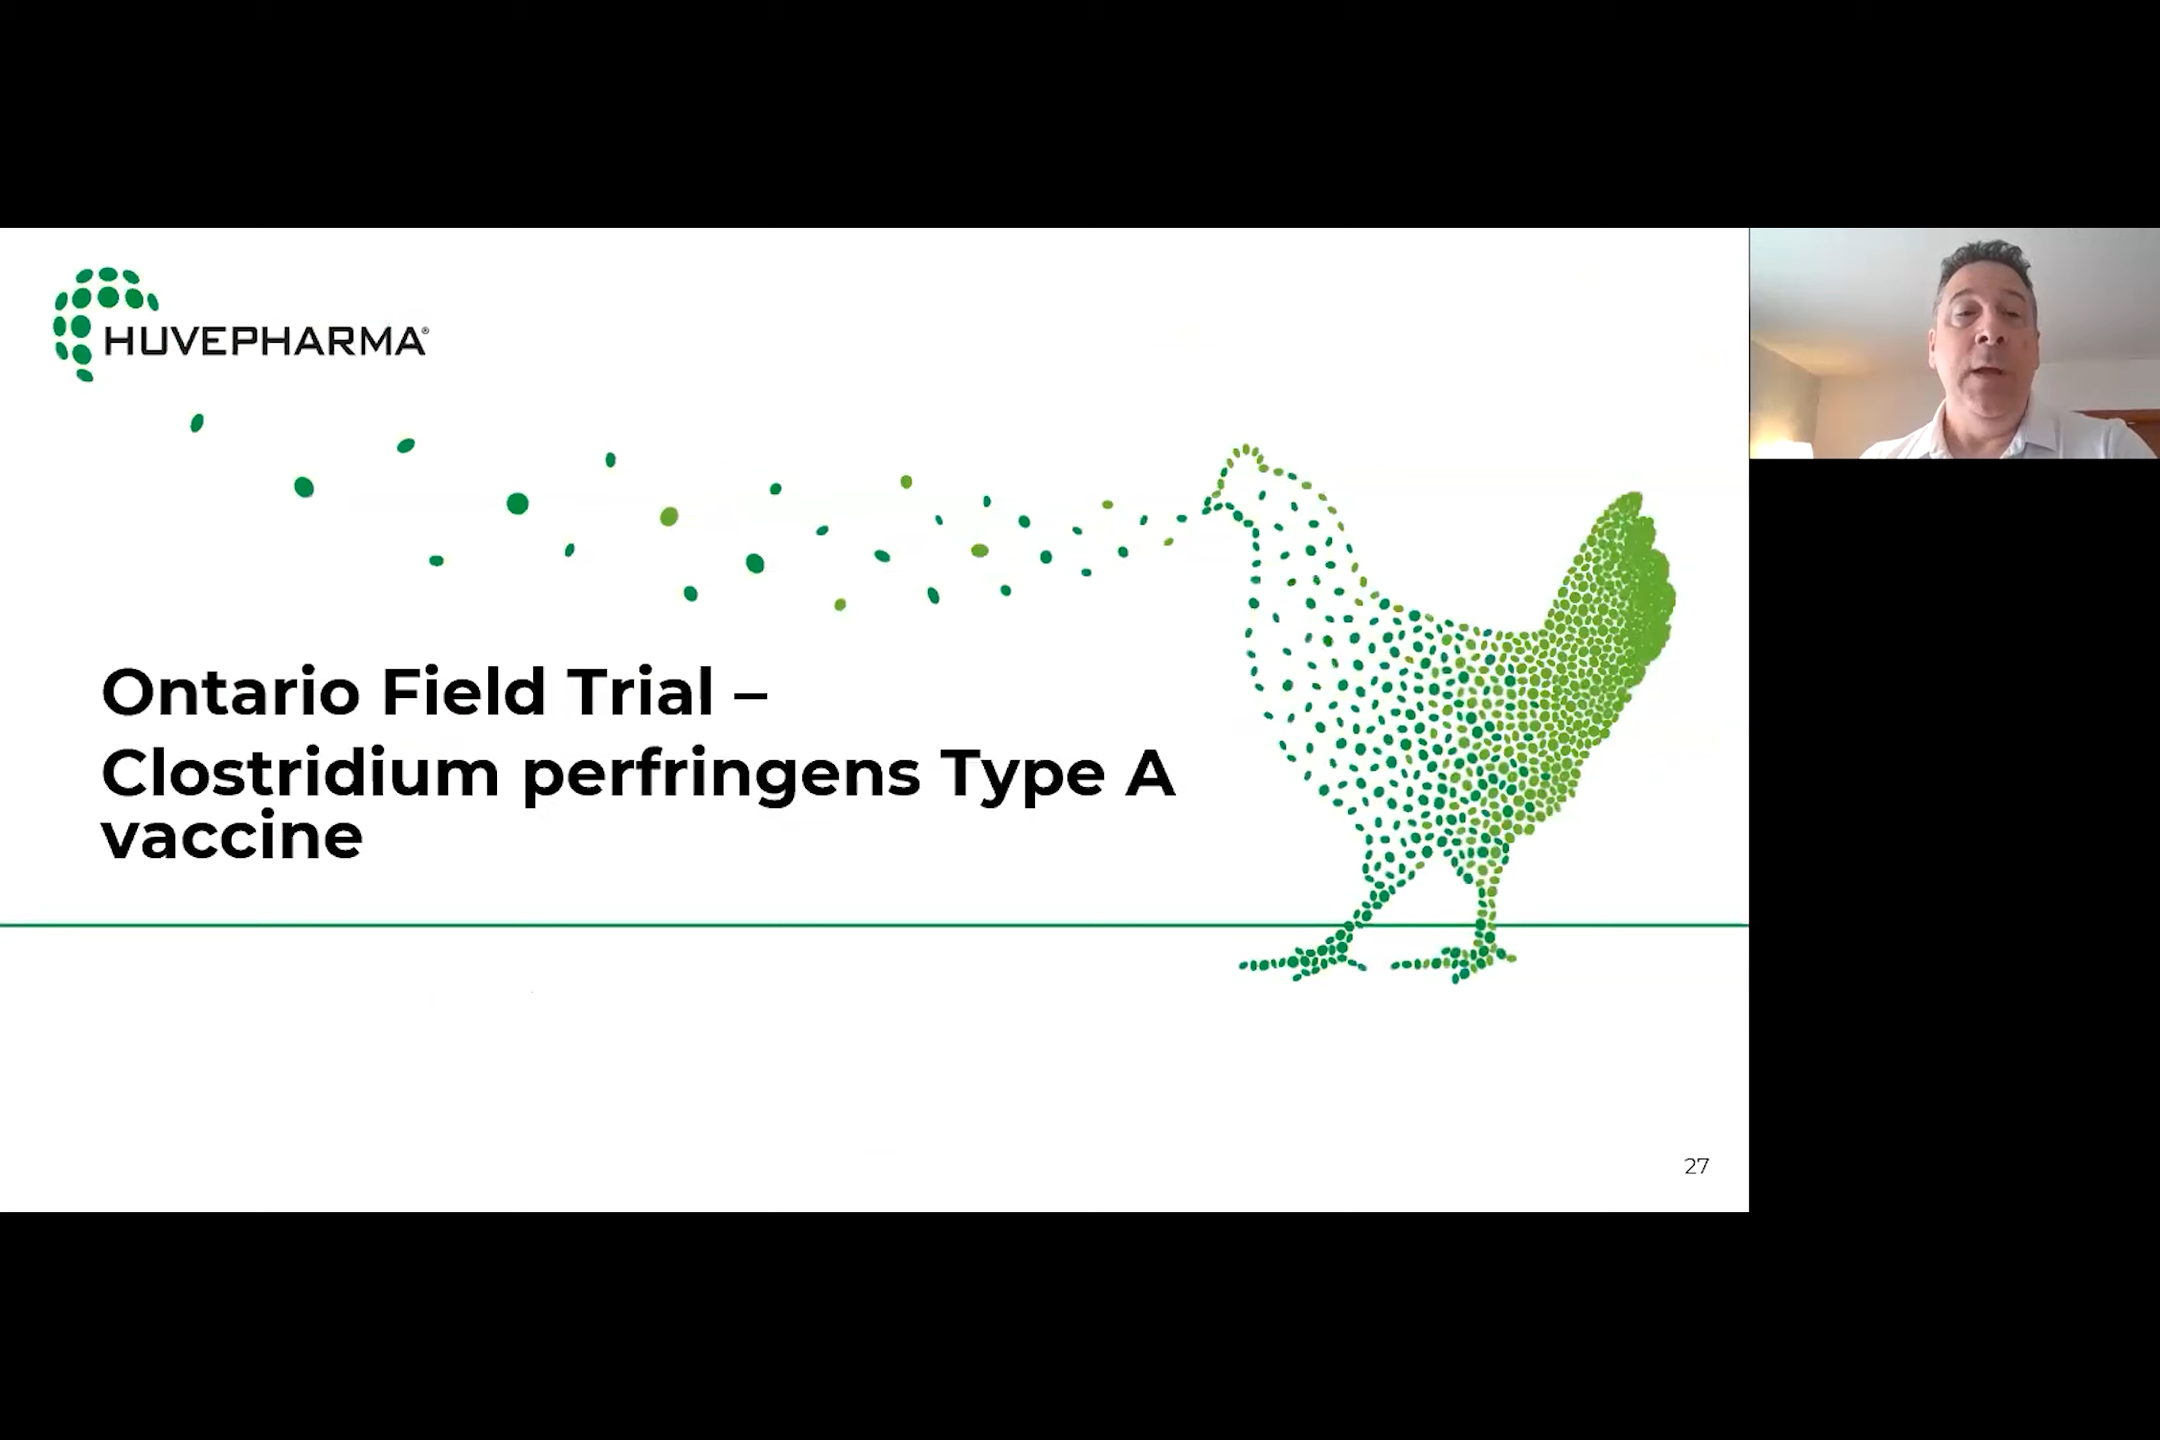 HUVEPHARMA®
Ontario Field Trial –
Clostridium perfringens Type A
vaccine
27